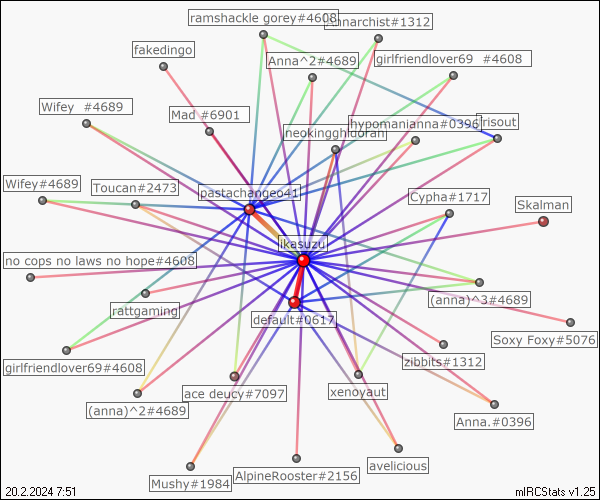 ramshackle gorey#4608
Annarchist#1312
fakedingo
Anna^2#4689
girlfriendlover69 #4608
Wifey #4689
Mad #6901
hypomanianna#0396
risout
neokingghidorah
Wifey#4689
Toucan#2473
pastachange641
Cypha#1717
Skalman
ikasuzu
no cops no laws no hope#4608
(anna)^3#4689
rattgaming
default#0617
Soxy Foxy#5076
girlfriendlover69#4608
zibbits#1312
ace deucy#7097
xenoyaut
(anna)^2#4689
Anna.#0396
avelicious
Mushy#1984
AlpineRooster#2156
20.2.2024 7:51
mIRCStats v1.25